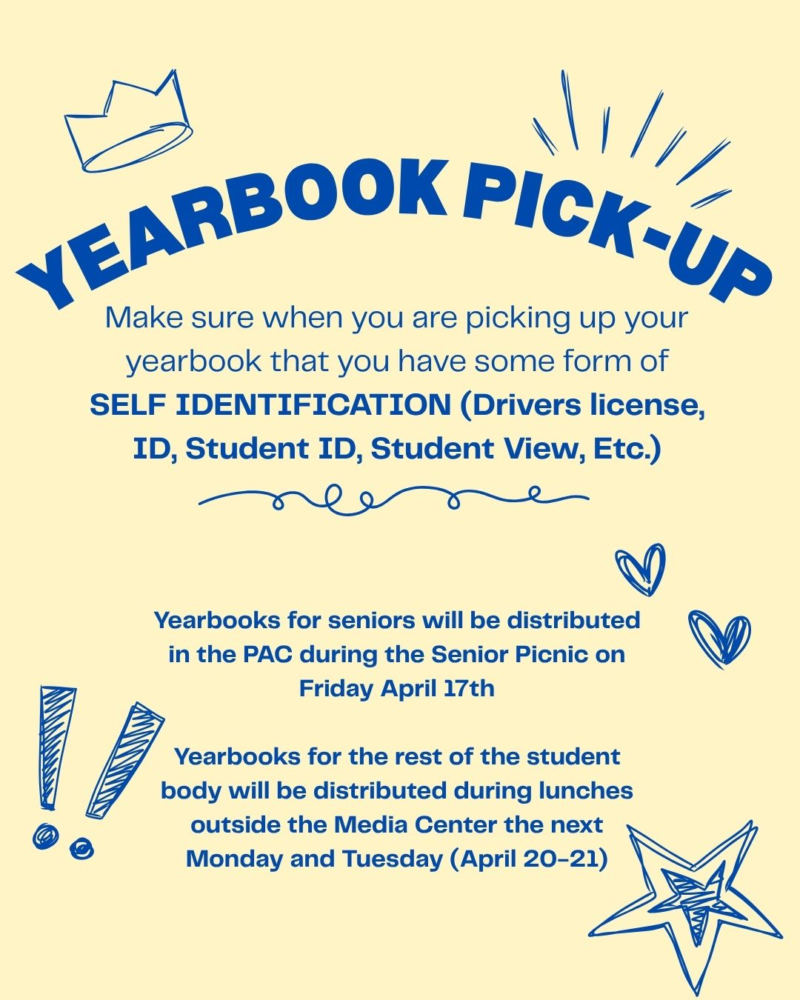 YEARBOOK PICK-UP
Make sure when you are picking up your
yearbook that you have some form of
SELF IDENTIFICATION (Drivers license,
ID, Student ID, Student View, Etc.)
Yearbooks for seniors will be distributed
in the PAC during the Senior Picnic on
Friday April 17th
Yearbooks for the rest of the student
body will be distributed during lunches
outside the Media Center the next
Monday and Tuesday (April 20-21)